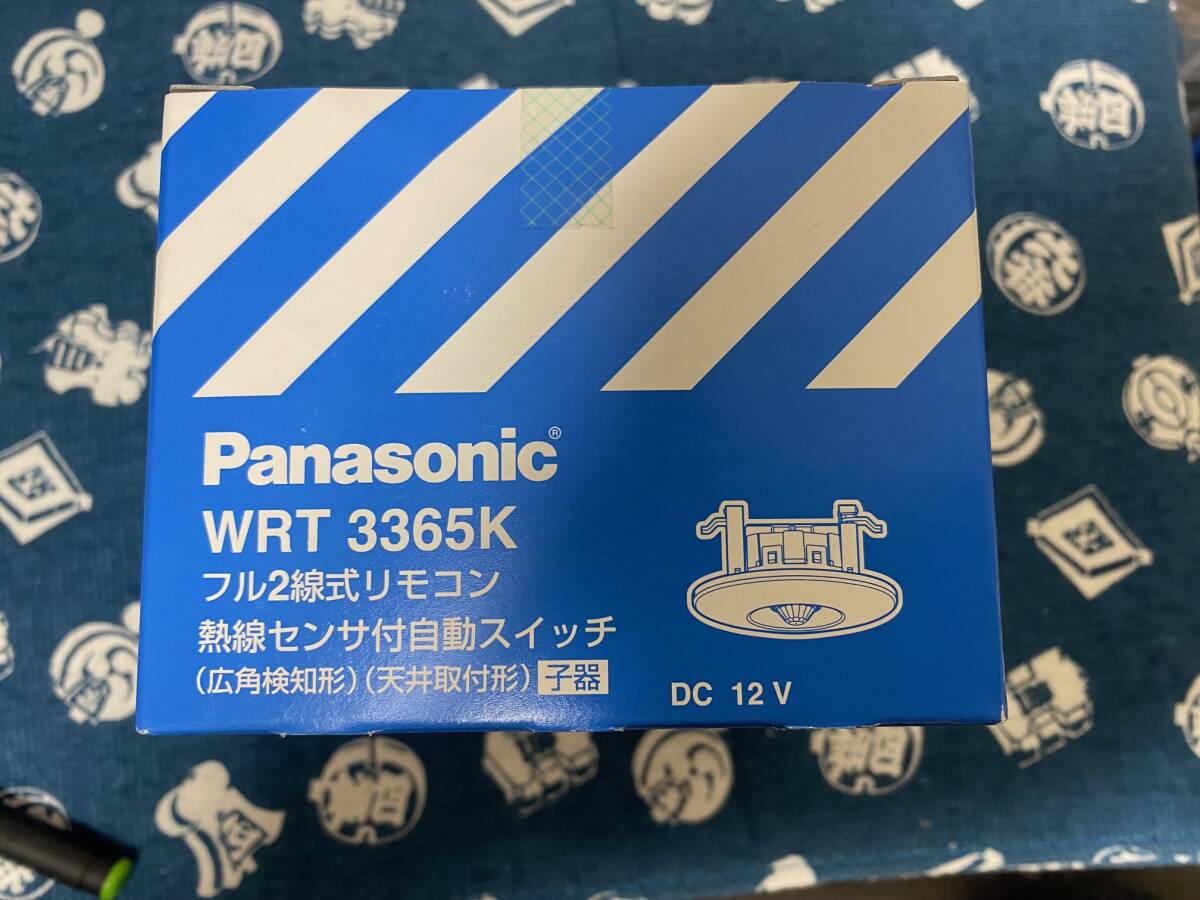 Panasonic®
WRT 3365K
フル2線式リモコン
熱線センサ付自動スイッチ
(広角検知形)(天井取付形) 子器
DC 12 V